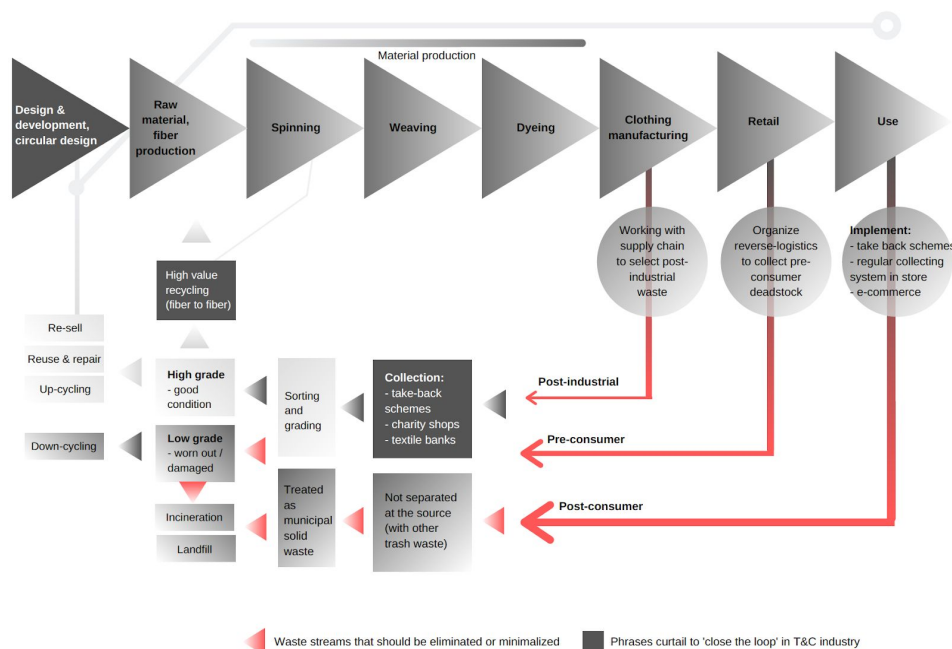 Material production
Design &
development,
circular design
Raw
material,
fiber
production
Spinning
Weaving
Dyeing
Clothing
manufacturing
Retail
Use
Working with
supply chain
to select post-
industrial
waste
Organize
reverse-logistics
to collect pre-
consumer
deadstock
Implement:
- take back schemes
- regular collecting
system in store
- e-commerce
High value
recycling
(fiber to fiber)
Re-sell
Reuse & repair
Up-cycling
Down-cycling
High grade
- good
condition
Low grade
- worn out /
damaged
Incineration
Landfill
Sorting
and
grading
Treated
as
municipal
solid
waste
Collection:
- take-back
schemes
- charity shops
- textile banks
Not separated
at the source
(with other
trash waste)
Post-industrial
Pre-consumer
Post-consumer
Waste streams that should be eliminated or minimalized
Phrases curtail to 'close the loop' in T&C industry